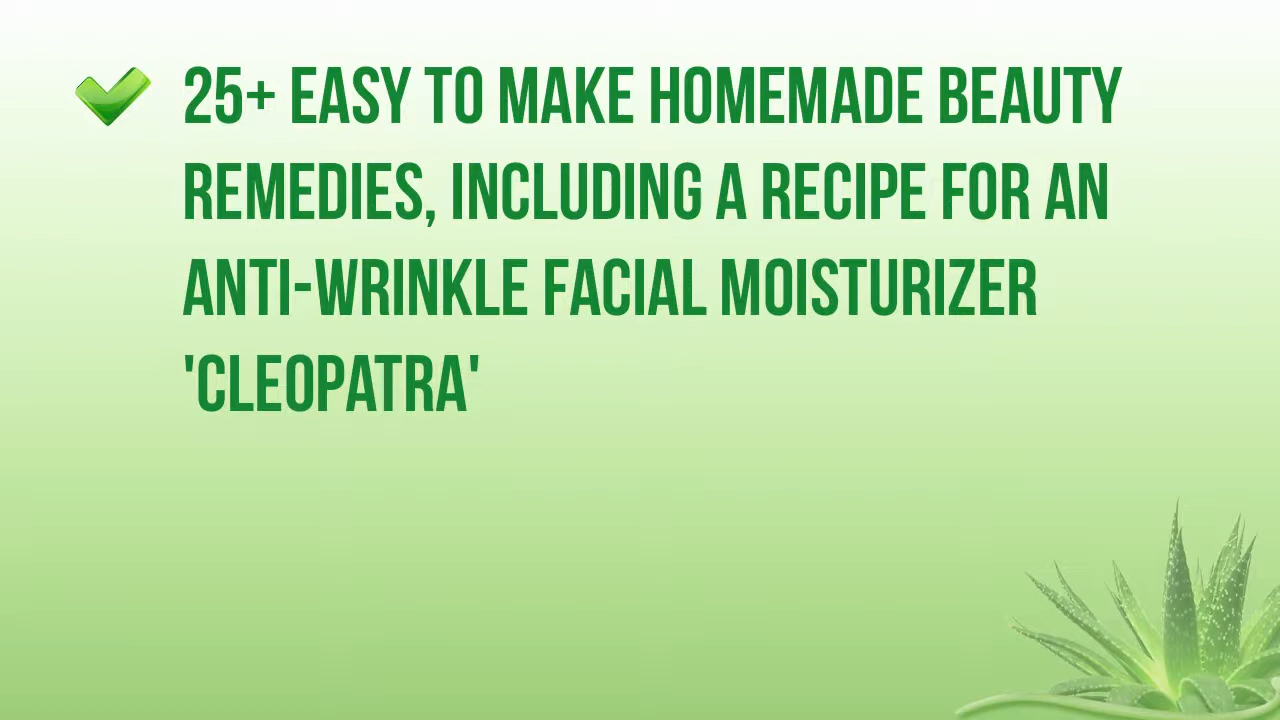 25+ EASY TO MAKE HOMEMADE BEAUTY
REMEDIES, INCLUDING A RECIPE FOR AN
ANTI-WRINKLE FACIAL MOISTURIZER
'CLEOPATRA'